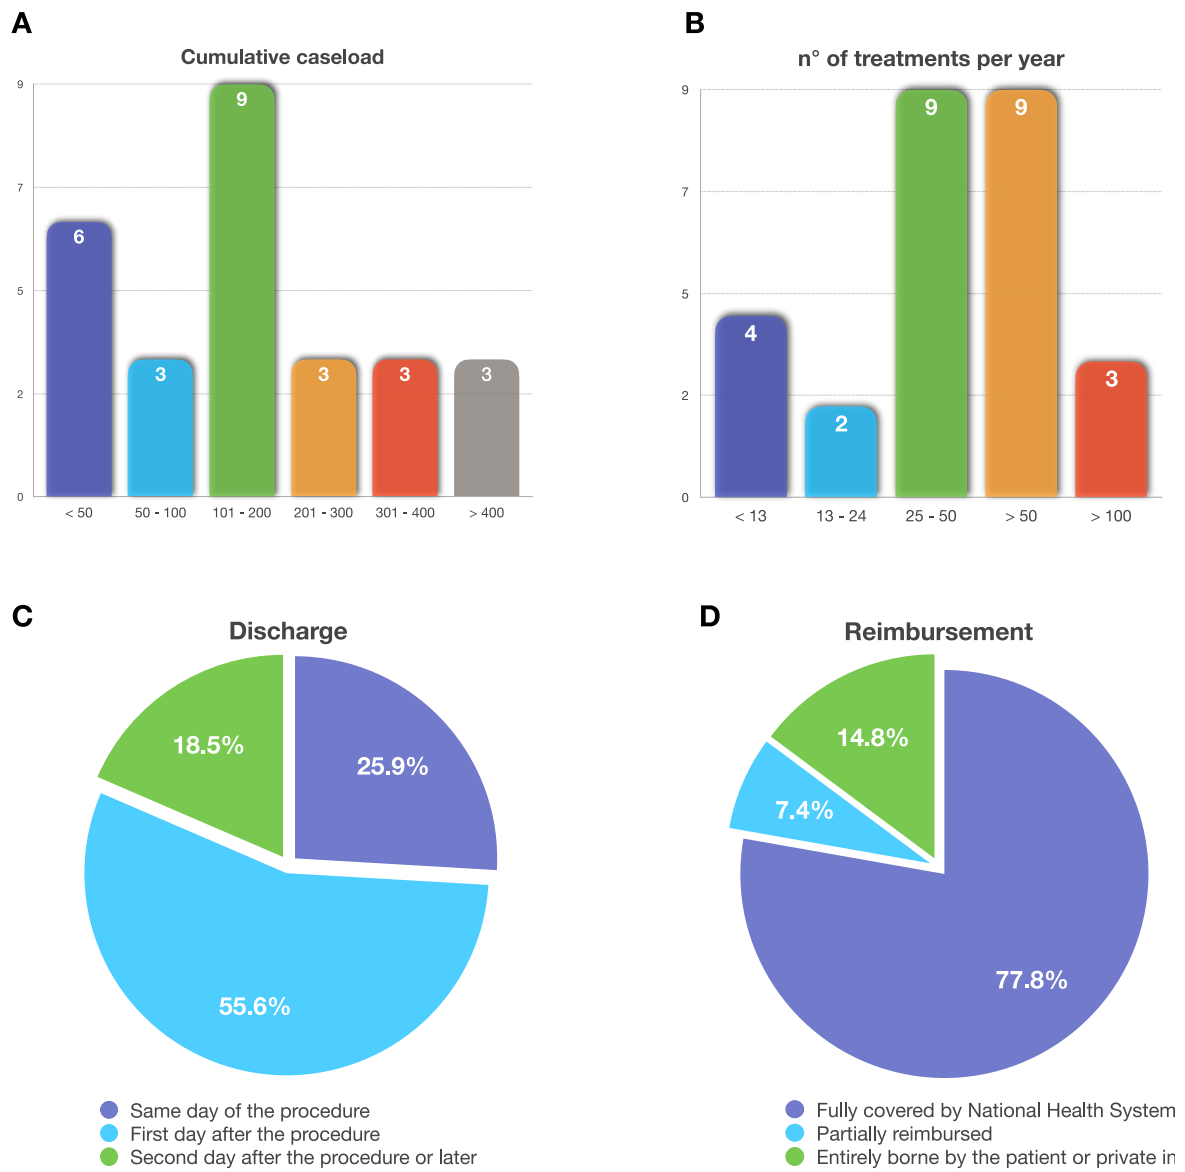 A
Cumulative caseload
9
7
5
2
0
6
3
9
3
3
3
< 50
50 - 100
101 - 200
201 - 300
301 - 400
> 400
B
n° of treatments per year
9
7
5
2
0
4
2
9
9
3
< 13
13 - 24
25 - 50
> 50
> 100
C
Discharge
18.5%
25.9%
55.6%
Same day of the procedure
First day after the procedure
Second day after the procedure or later
D
Reimbursement
14.8%
7.4%
77.8%
Fully covered by National Health System
Partially reimbursed
Entirely borne by the patient or private in